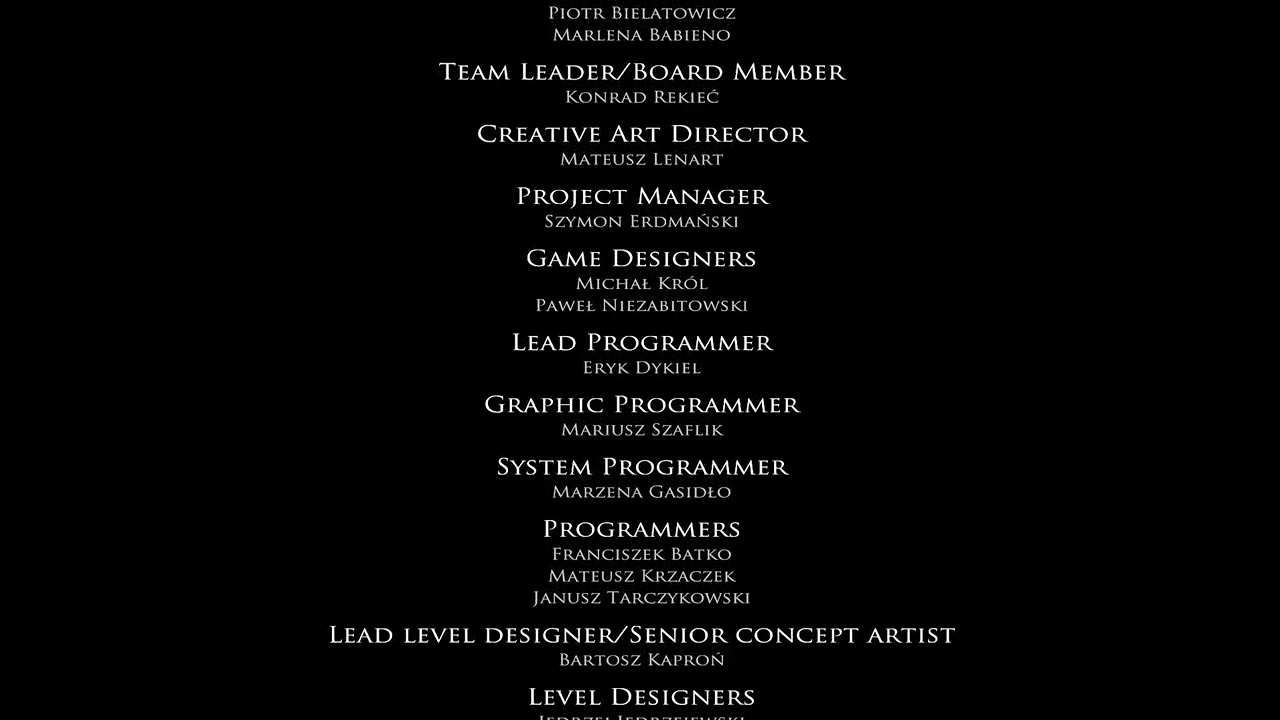 Piotr Bielatowicz
Marlena Babieno
Team Leader/Board Member
Konrad Rekieć
Creative Art Director
Mateusz Lenart
Project Manager
Szymon Erdmański
Game Designers
Michał Król
Paweł Niezabitowski
Lead Programmer
Eryk Dykiel
Graphic Programmer
Mariusz Szaflik
System Programmer
Marzena Gasidło
Programmers
Franciszek Batko
Mateusz Krzaczek
Janusz Tarczykowski
Lead level designer/Senior concept artist
Bartosz Kaproń
Level Designers